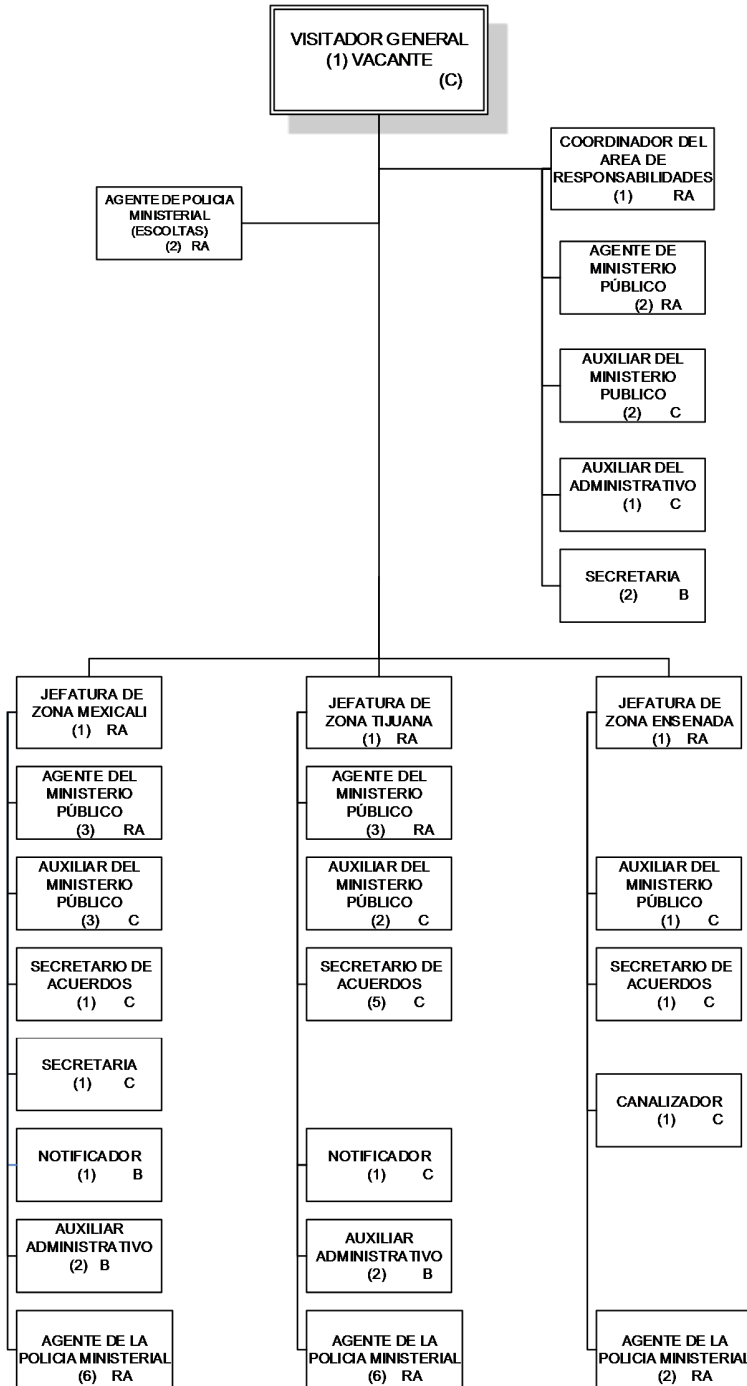 VISITADOR GENERAL
(1) VACANTE
(C)
COORDINADOR DEL
AREA DE
RESPONSABILIDADES
(1) RA
AGENTE DE POLICIA
MINISTERIAL
(ESCOLTAS)
(2) RA
AGENTE DE
MINISTERIO
PÚBLICO
(2) RA
AUXILIAR DEL
MINISTERIO
PUBLICO
(2) C
AUXILIAR DEL
ADMINISTRATIVO
(1) C
SECRETARIA
(2) B
JEFATURA DE
ZONA MEXICALI
(1) RA
AGENTE DEL
MINISTERIO
PÚBLICO
(3) RA
AUXILIAR DEL
MINISTERIO
PÚBLICO
(3) C
SECRETARIO DE
ACUERDOS
(1) C
SECRETARIA
(1) C
NOTIFICADOR
(1) B
AUXILIAR
ADMINISTRATIVO
(2) B
AGENTE DE LA
POLICIA MINISTERIAL
(6) RA
JEFATURA DE
ZONA TIJUANA
(1) RA
AGENTE DEL
MINISTERIO
PÚBLICO
(3) RA
AUXILIAR DEL
MINISTERIO
PÚBLICO
(2) C
SECRETARIO DE
ACUERDOS
(5) C
NOTIFICADOR
(1) C
AUXILIAR
ADMINISTRATIVO
(2) B
AGENTE DE LA
POLICIA MINISTERIAL
(6) RA
JEFATURA DE
ZONA ENSENADA
(1) RA
AUXILIAR DEL
MINISTERIO
PÚBLICO
(1) C
SECRETARIO DE
ACUERDOS
(1) C
CANALIZADOR
(1) C
AGENTE DE LA
POLICIA MINISTERIAL
(2) RA